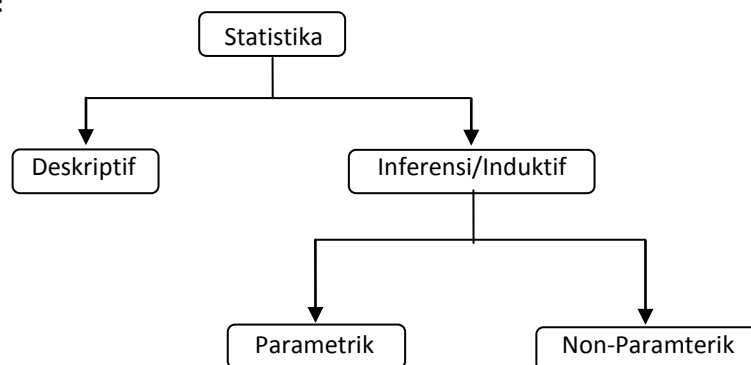 :
Statistika
Deskriptif
Inferensi/Induktif
Parametrik
Non-Paramterik